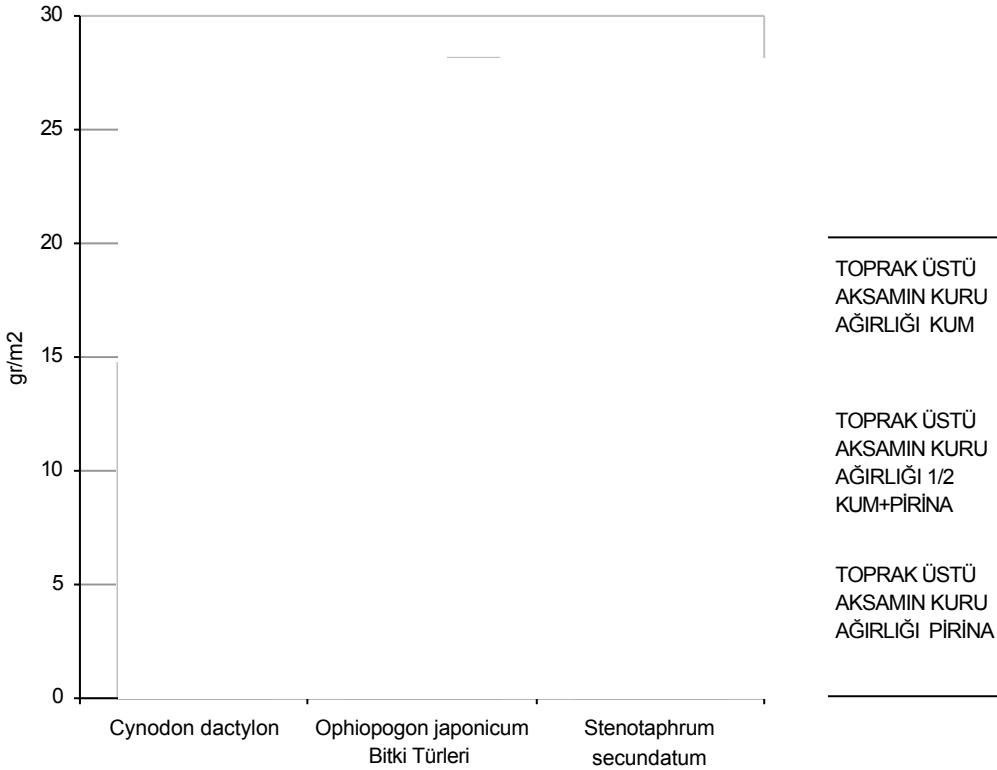 30
25
20
15
10
5
0
gr/m2
Cynodon dactylon
Ophiopogon japonicum
Stenotaphrum
secundatum
Bitki Türleri
TOPRAK ÜSTÜ
AKSAMIN KURU
AĞIRLIĞI KUM
TOPRAK ÜSTÜ
AKSAMIN KURU
AĞIRLIĞI 1/2
KUM+PİRİNA
TOPRAK ÜSTÜ
AKSAMIN KURU
AĞIRLIĞI PİRİNA